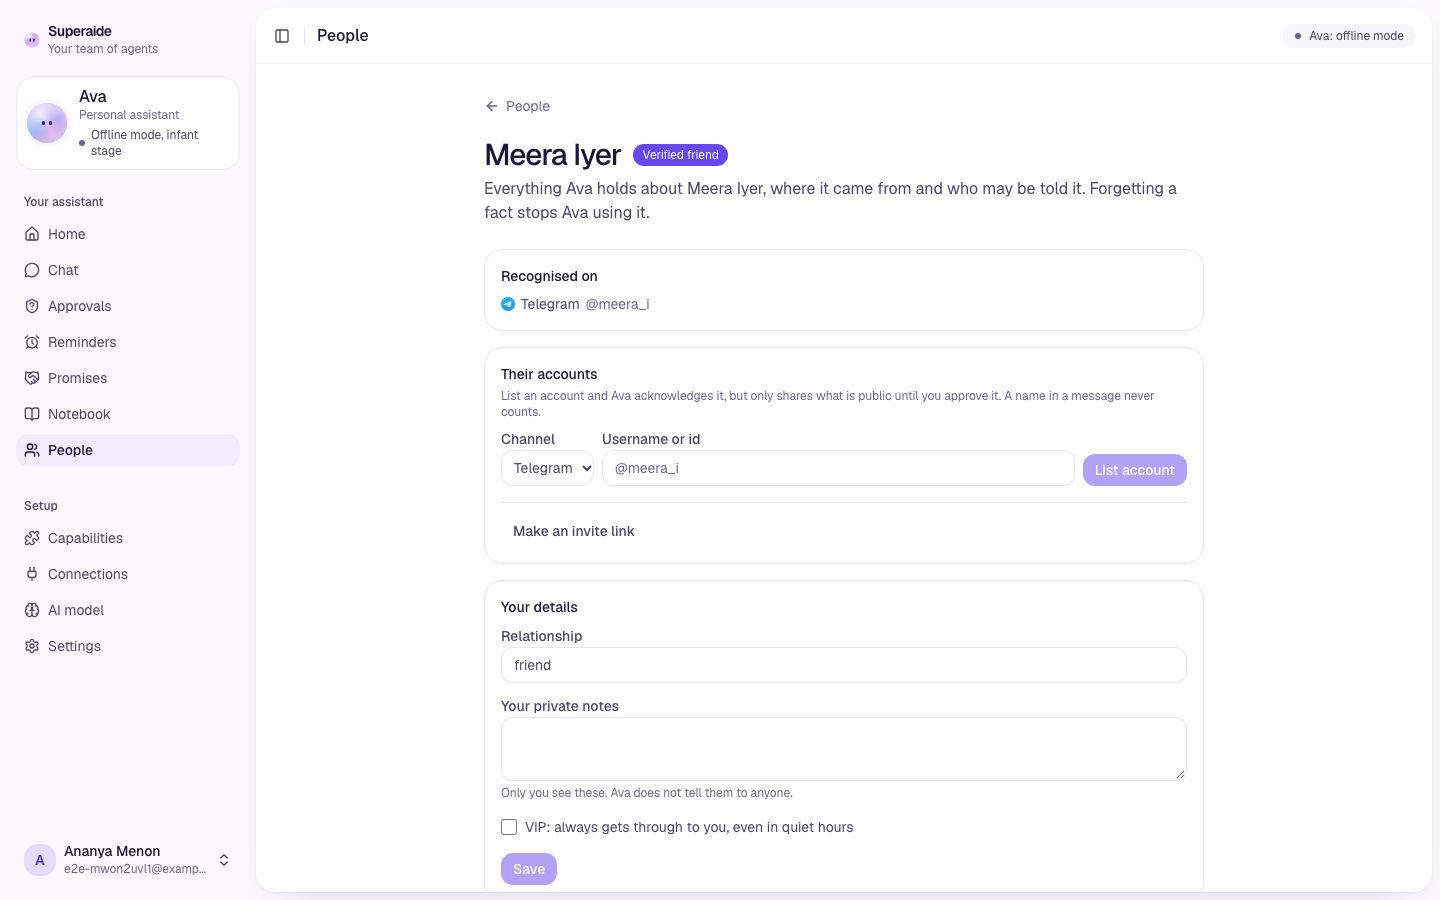 Superaide
Your team of agents
Ava
Personal assistant
Offline mode, infant
stage
Your assistant
Home
Chat
Approvals
Reminders
Promises
Notebook
People
Setup
Capabilities
Connections
AI model
Settings
A
Ananya Menon
e2e-mwon2uvl1@examp...
People
Ava: offline mode
People
Meera Iyer
Verified friend
Everything Ava holds about Meera Iyer, where it came from and who may be told it. Forgetting a
fact stops Ava using it.
Recognised on
Telegram @meera_i
Their accounts
List an account and Ava acknowledges it, but only shares what is public until you approve it. A name in a message never
counts.
Channel
Username or id
Telegram
@meera_i
List account
Make an invite link
Your details
Relationship
friend
Your private notes
Only you see these. Ava does not tell them to anyone.
VIP: always gets through to you, even in quiet hours
Save